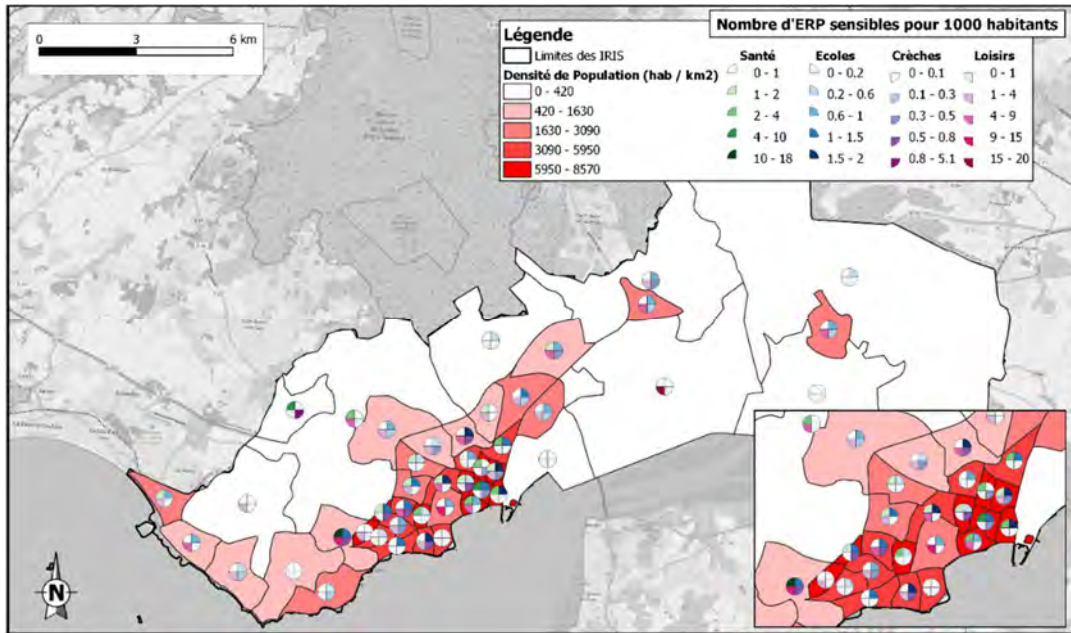 0 3 6 km
Légende
Limites des IRIS
Densité de Population (hab / km2)
0 - 420
420 - 1630
1630 - 3090
3090 - 5950
5950 - 8570
Nombre d'ERP sensibles pour 1000 habitants
Santé Ecoles Crèches Loisirs
0 - 1 0 - 0.2 0 - 0.1 0 - 1
1 - 2 0.2 - 0.6 0.1 - 0.3 1 - 4
2 - 4 0.6 - 1 0.3 - 0.5 4 - 9
4 - 10 1 - 1.5 0.5 - 0.8 9 - 15
10 - 18 1.5 - 2 0.8 - 5.1 15 - 20
N